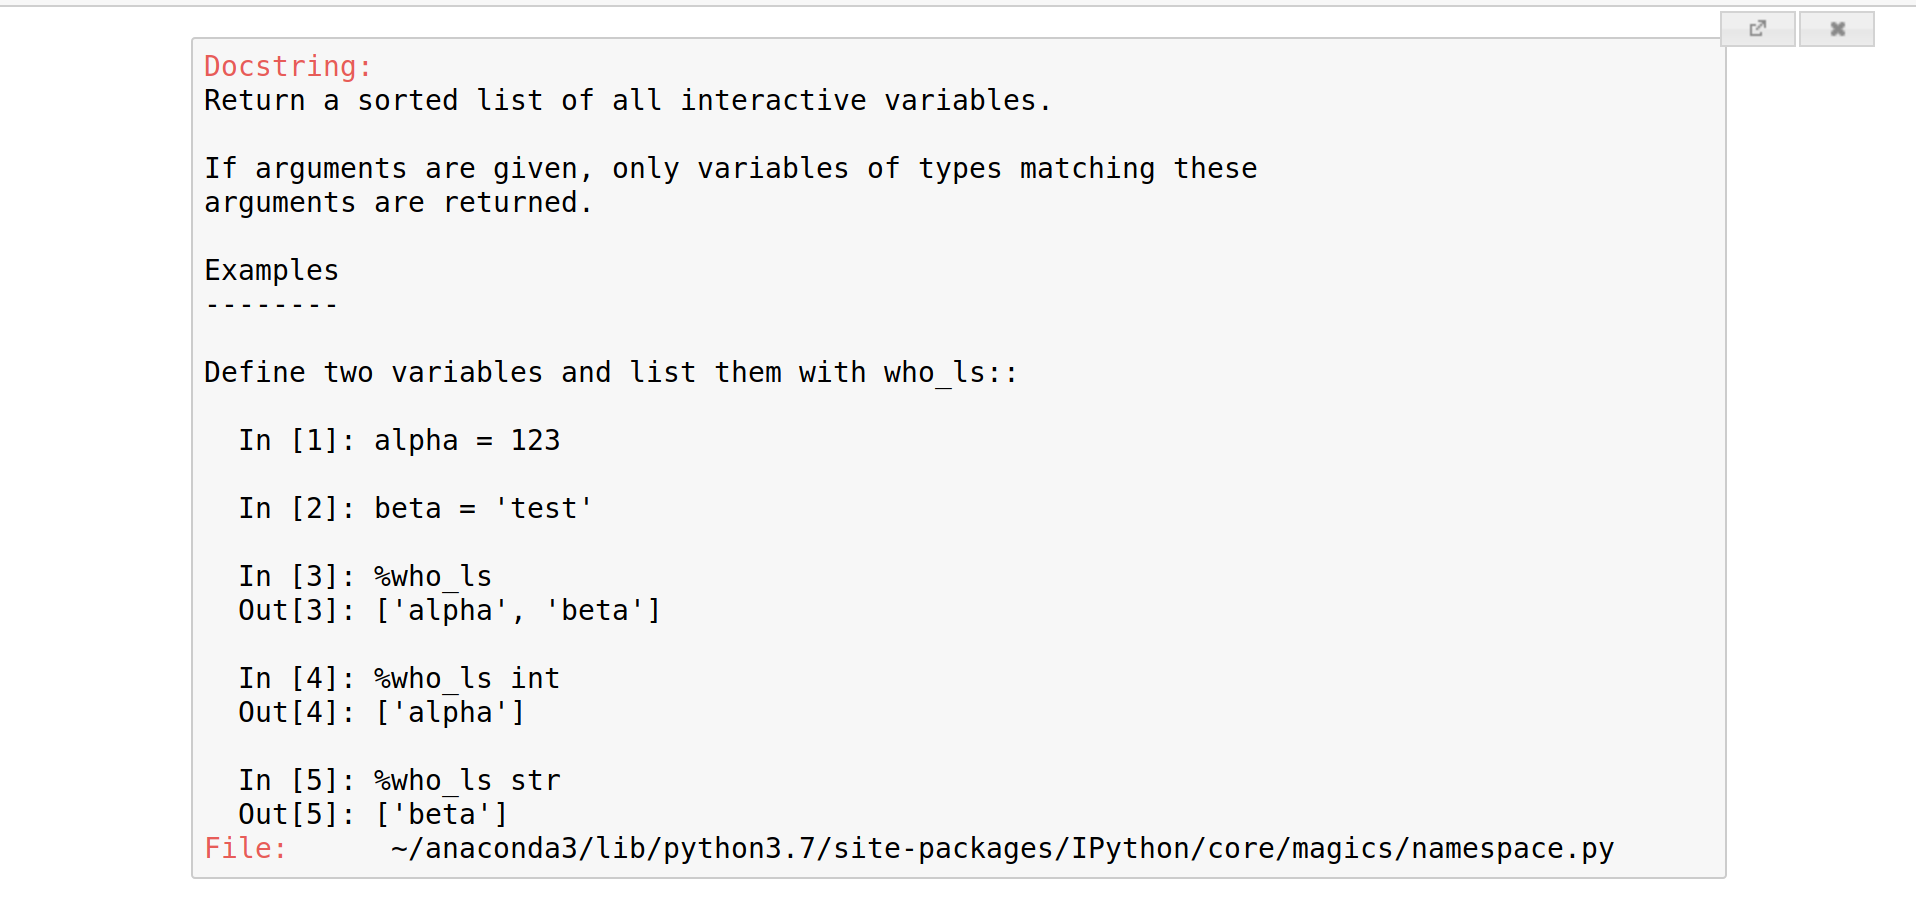 Docstring:
Return a sorted list of all interactive variables.

If arguments are given, only variables of types matching these
arguments are returned.

Examples
--------

Define two variables and list them with who_ls::

  In [1]: alpha = 123

  In [2]: beta = 'test'

  In [3]: %who_ls
  Out[3]: ['alpha', 'beta']

  In [4]: %who_ls int
  Out[4]: ['alpha']

  In [5]: %who_ls str
  Out[5]: ['beta']
File:      ~/anaconda3/lib/python3.7/site-packages/IPython/core/magics/namespace.py